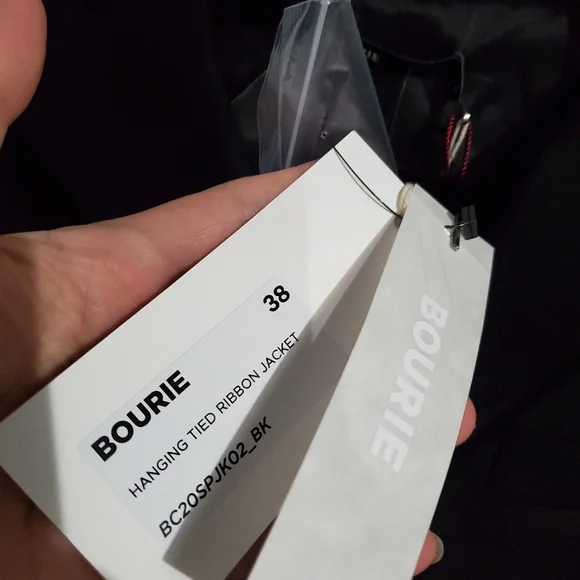 38
BOURIE
HANGING TIED RIBBON JACKET
BC20SPJK02_BK
BOURIE